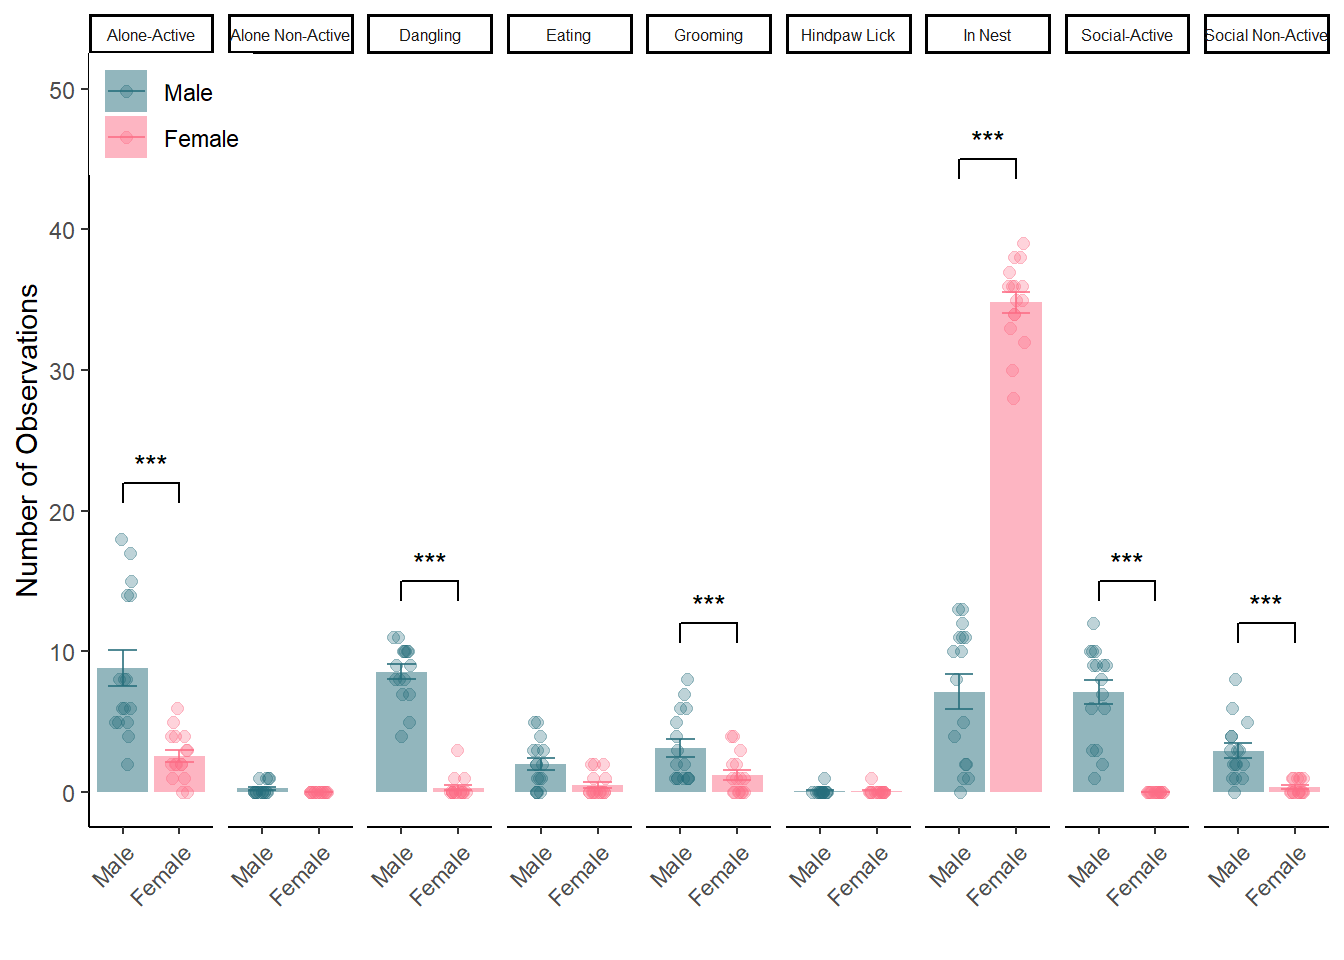 Alone-Active
Alone Non-Active
Dangling
Eating
Grooming
Hindpaw Lick
In Nest
Social-Active
Social Non-Active
Male
Female
Number of Observations
50
40
30
20
10
0
***
***
***
***
***
***
Male
Female
Male
Female
Male
Female
Male
Female
Male
Female
Male
Female
Male
Female
Male
Female
Male
Female